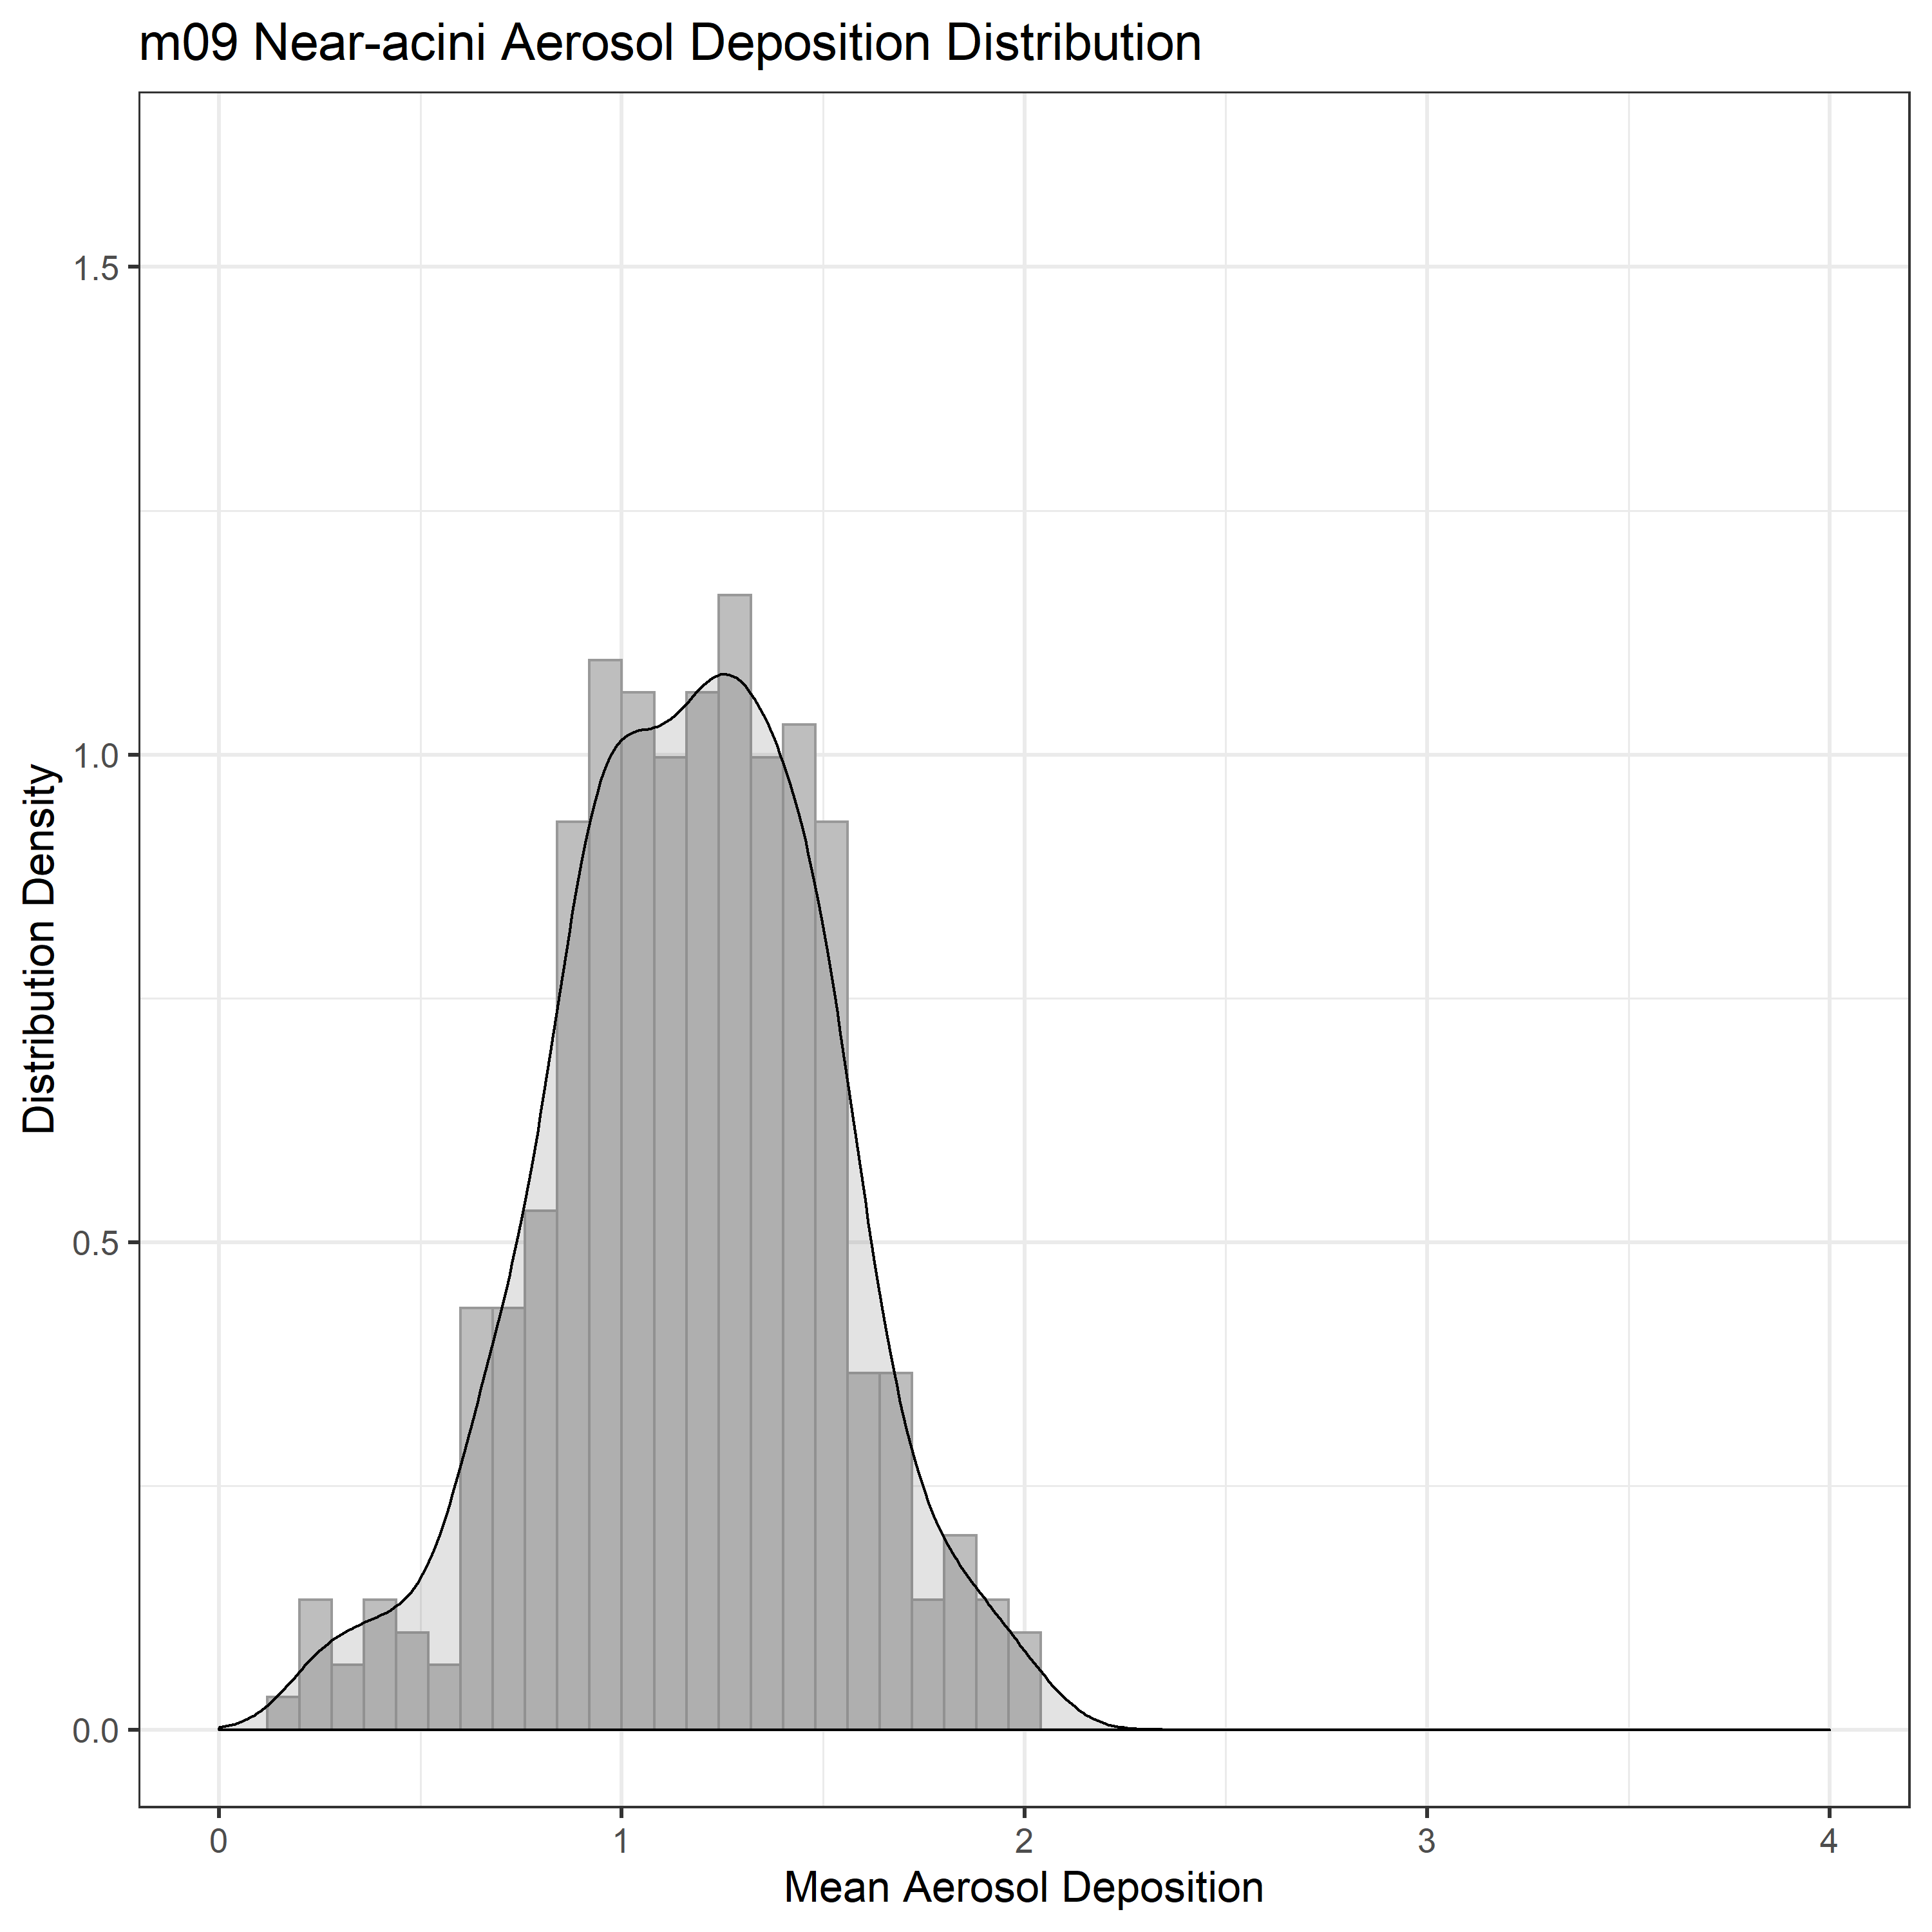 m09 Near-acini Aerosol Deposition Distribution
Distribution Density
1.5
1.0
0.5
0.0
0 1 2 3 4
Mean Aerosol Deposition